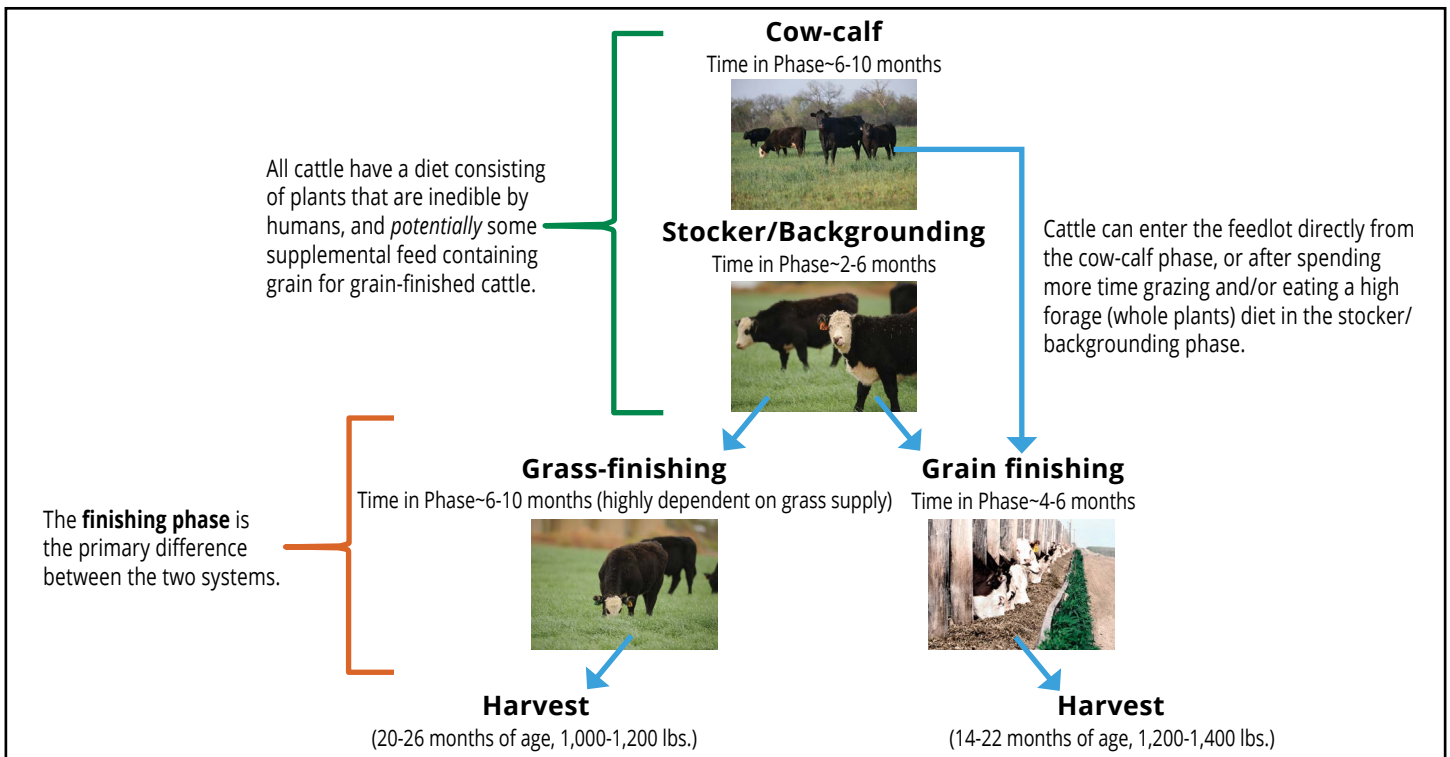 Cow-calf
Time in Phase~6-10 months
All cattle have a diet consisting
of plants that are inedible by
humans, and potentially some
supplemental feed containing
grain for grain-finished cattle.
Stocker/Backgrounding
Time in Phase~2-6 months
Cattle can enter the feedlot directly from
the cow-calf phase, or after spending
more time grazing and/or eating a high
forage (whole plants) diet in the stocker/
backgrounding phase.
The finishing phase is
the primary difference
between the two systems.
Grass-finishing
Time in Phase~6-10 months (highly dependent on grass supply)
Grain finishing
Time in Phase~4-6 months
Harvest
(20-26 months of age, 1,000-1,200 lbs.)
Harvest
(14-22 months of age, 1,200-1,400 lbs.)